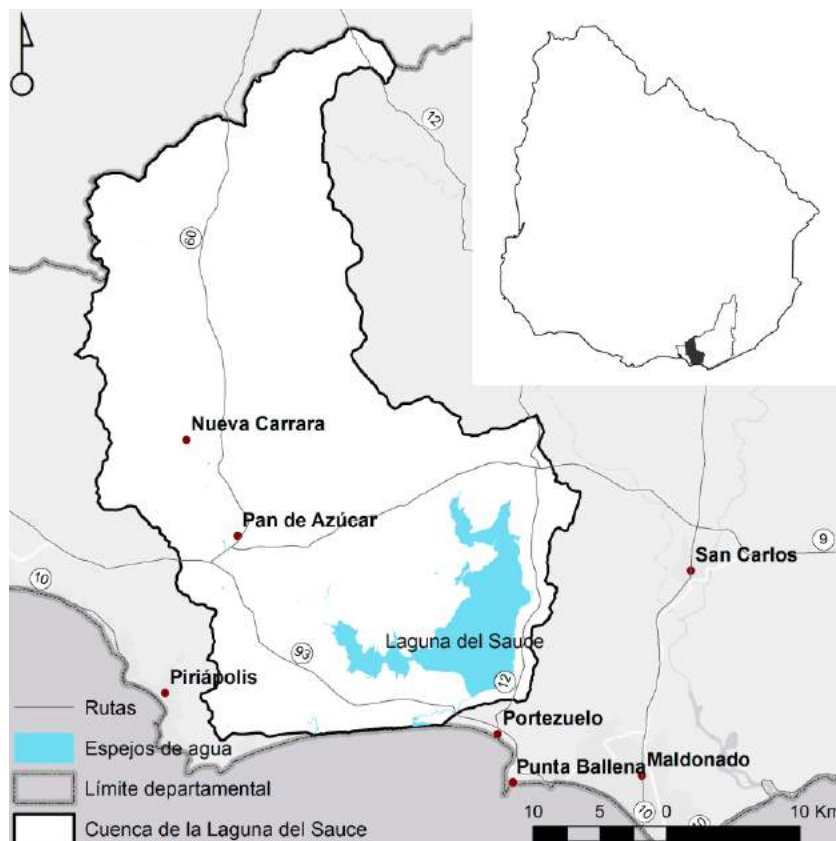 12
60
Nueva Carrara
Pan de Azúcar
9
San Carlos
10
Laguna del Sauce
93
Piriápolis
12
Rutas
Portezuelo
Espejos de agua
Punta Ballena
Maldonado
Límite departamental
10
10
10 5 0 10 Km
Cuenca de la Laguna del Sauce